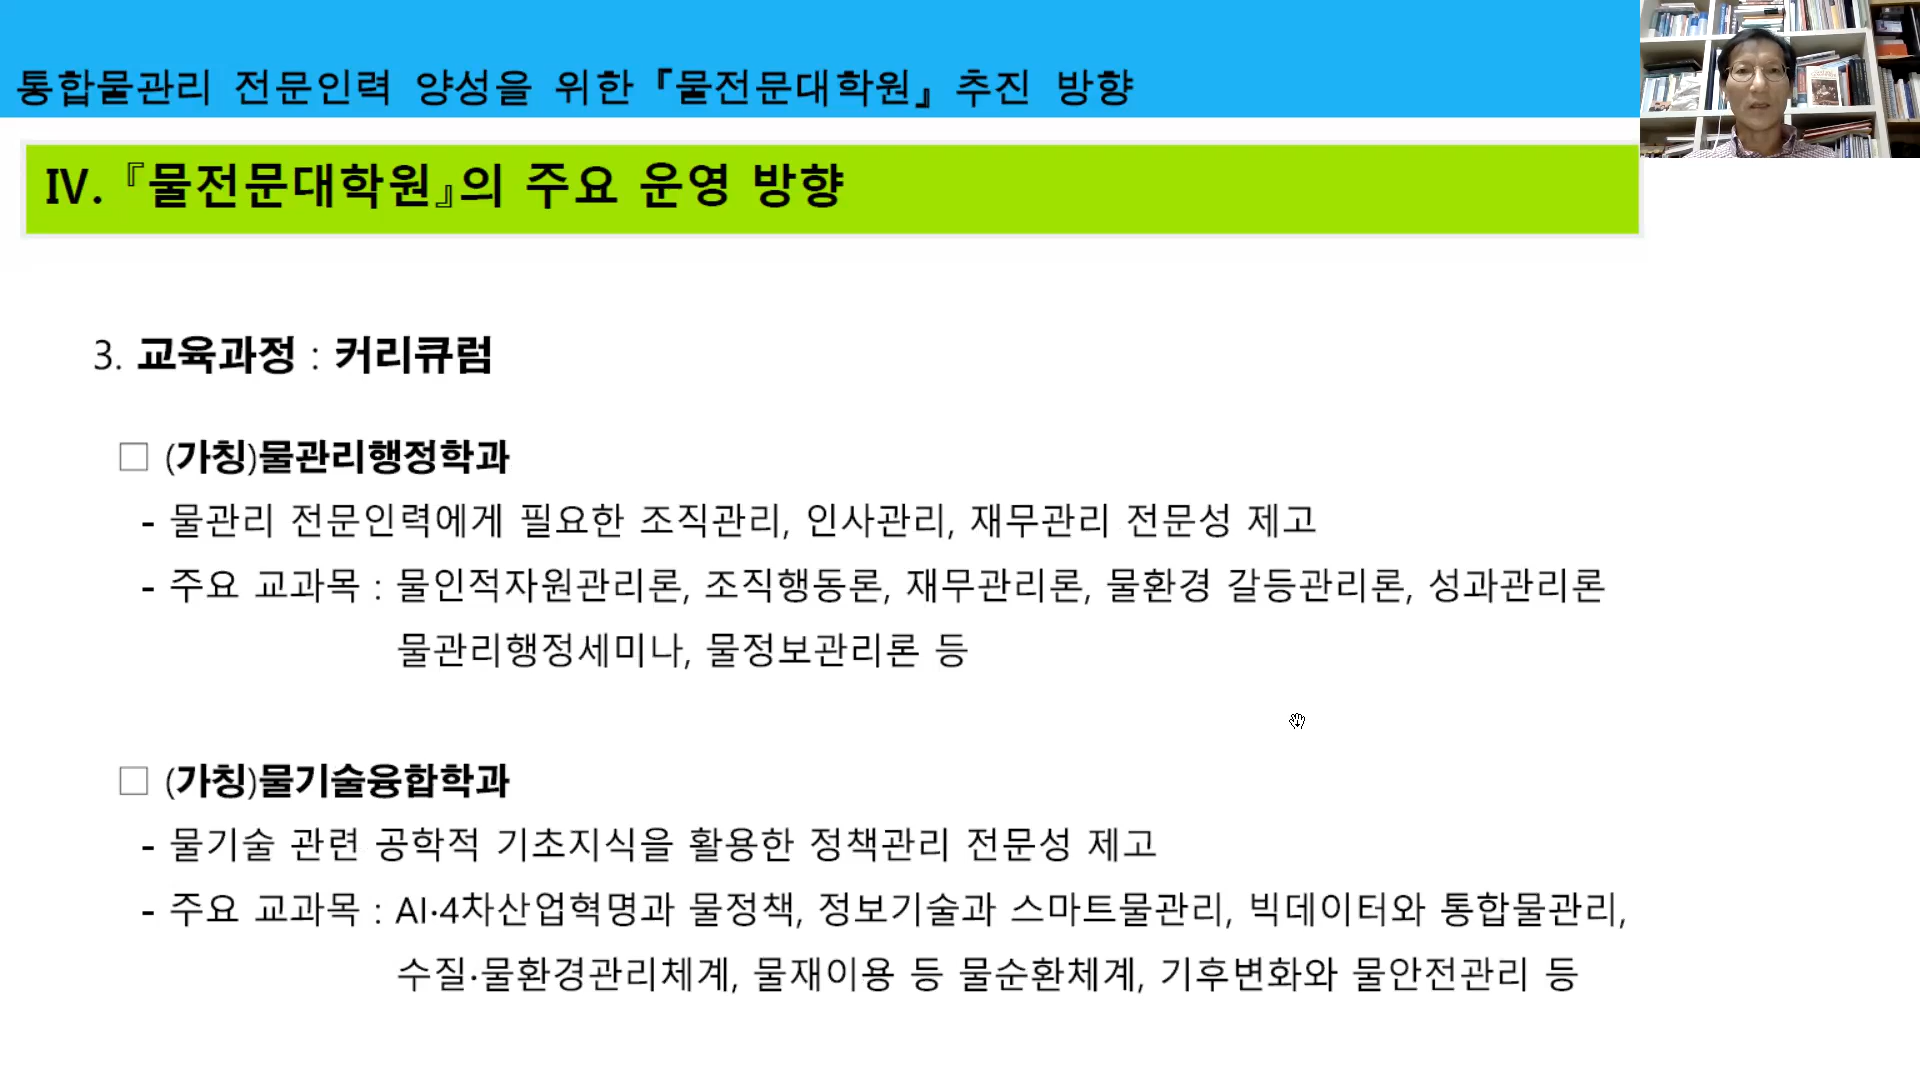 통합물관리 전문인력 양성을 위한『물전문대학원』추진 방향
Ⅳ. 『물전문대학원』의 주요 운영 방향
3. 교육과정 : 커리큐럼
□ (가칭)물관리행정학과
- 물관리 전문인력에게 필요한 조직관리, 인사관리, 재무관리 전문성 제고
- 주요 교과목 : 물인적자원관리론, 조직행동론, 재무관리론, 물환경 갈등관리론, 성과관리론
물관리행정세미나, 물정보관리론 등
□ (가칭)물기술융합학과
- 물기술 관련 공학적 기초지식을 활용한 정책관리 전문성 제고
- 주요 교과목 : AI·4차산업혁명과 물정책, 정보기술과 스마트물관리, 빅데이터와 통합물관리,
수질·물환경관리체계, 물재이용 등 물순환체계, 기후변화와 물안전관리 등